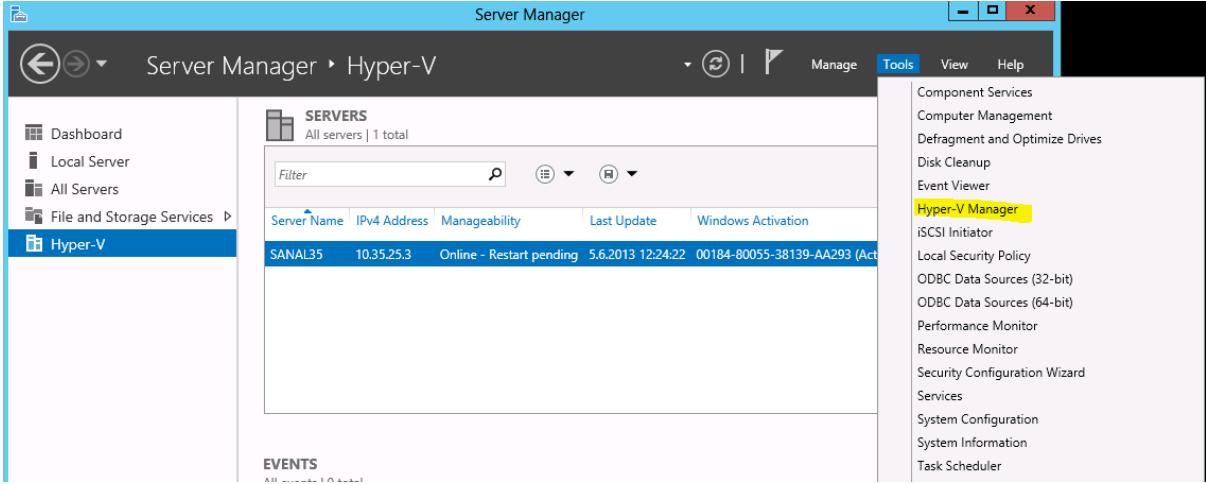 Server Manager
Server Manager ‣ Hyper-V
Manage Tools View Help
Dashboard
Local Server
All Servers
File and Storage Services
Hyper-V
SERVERS
All servers | 1 total
Filter
Server Name IPv4 Address Manageability Last Update Windows Activation
SANAL35 10.35.25.3 Online - Restart pending 5.6.2013 12:24:22 00184-80055-38139-AA293 (Act
EVENTS
All events | 0 total
Component Services
Computer Management
Defragment and Optimize Drives
Disk Cleanup
Event Viewer
Hyper-V Manager
iSCSI Initiator
Local Security Policy
ODBC Data Sources (32-bit)
ODBC Data Sources (64-bit)
Performance Monitor
Resource Monitor
Security Configuration Wizard
Services
System Configuration
System Information
Task Scheduler